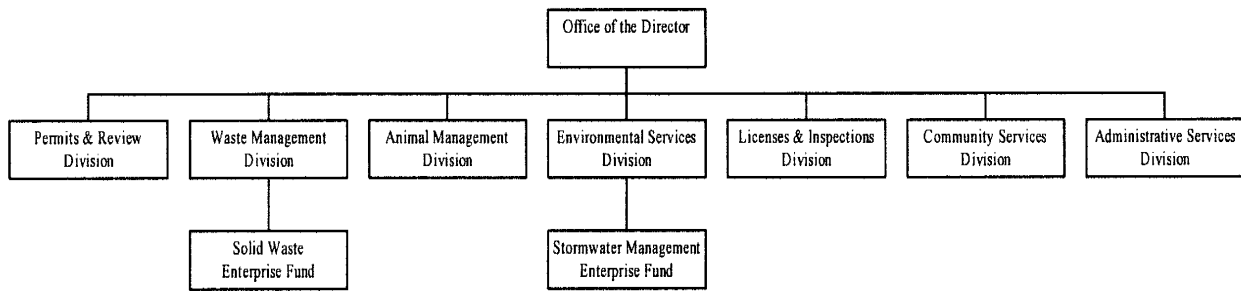 Office of the Director
Permits & Review
Division
Waste Management
Division
Animal Management
Division
Environmental Services
Division
Licenses & Inspections
Division
Community Services
Division
Administrative Services
Division
Solid Waste
Enterprise Fund
Stormwater Management
Enterprise Fund